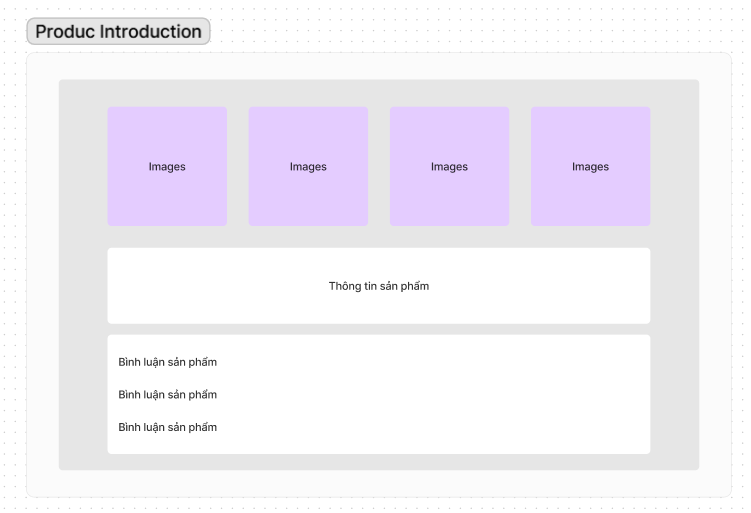 Produc Introduction
Images
Images
Images
Images
Thông tin sản phẩm
Bình luận sản phẩm
Bình luận sản phẩm
Bình luận sản phẩm